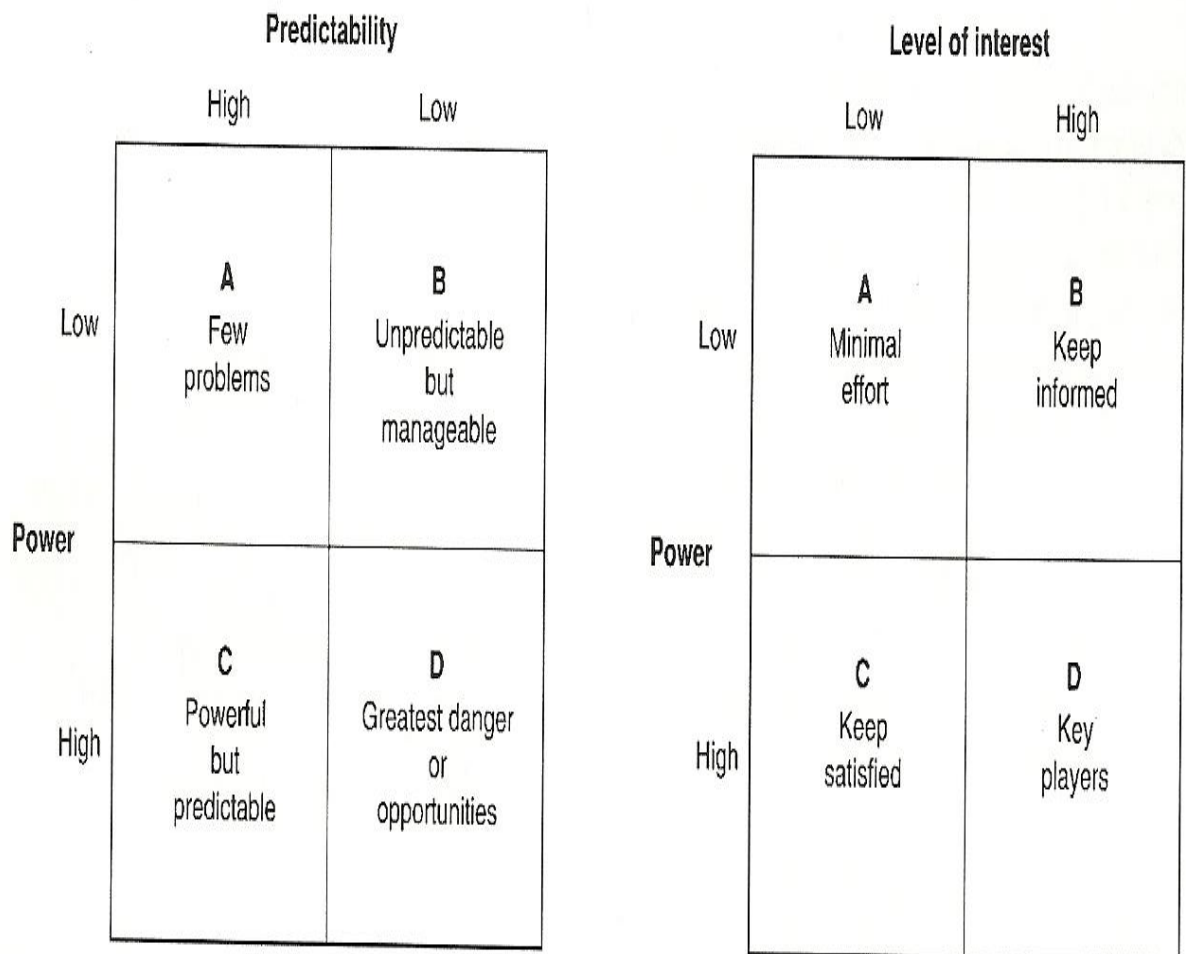 Predictability
High Low
Low
A
Few
problems
B
Unpredictable
but
manageable
Power
High
C
Powerful
but
predictable
D
Greatest danger
or
opportunities
Level of interest
Low High
Low
A
Minimal
effort
B
Keep
informed
Power
High
C
Keep
satisfied
D
Key
players